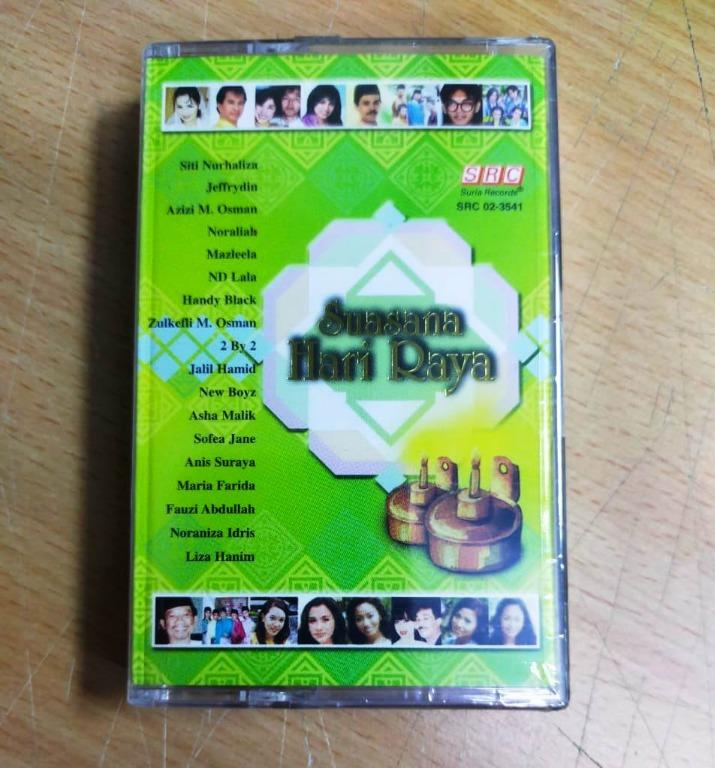 Siti Nurhaliza
Jeffrydin
Azizi M. Osman
Noraliah
Mazleela
ND Lala
Handy Black
Zulkefli M. Osman
2 By 2
Jalil Hamid
New Boyz
Asha Malik
Sofea Jane
Anis Suraya
Maria Farida
Fauzi Abdullah
Noraniza Idris
Liza Hanim
SRC
Suria Records®
SRC 02-3541
Suasana
Hari Raya